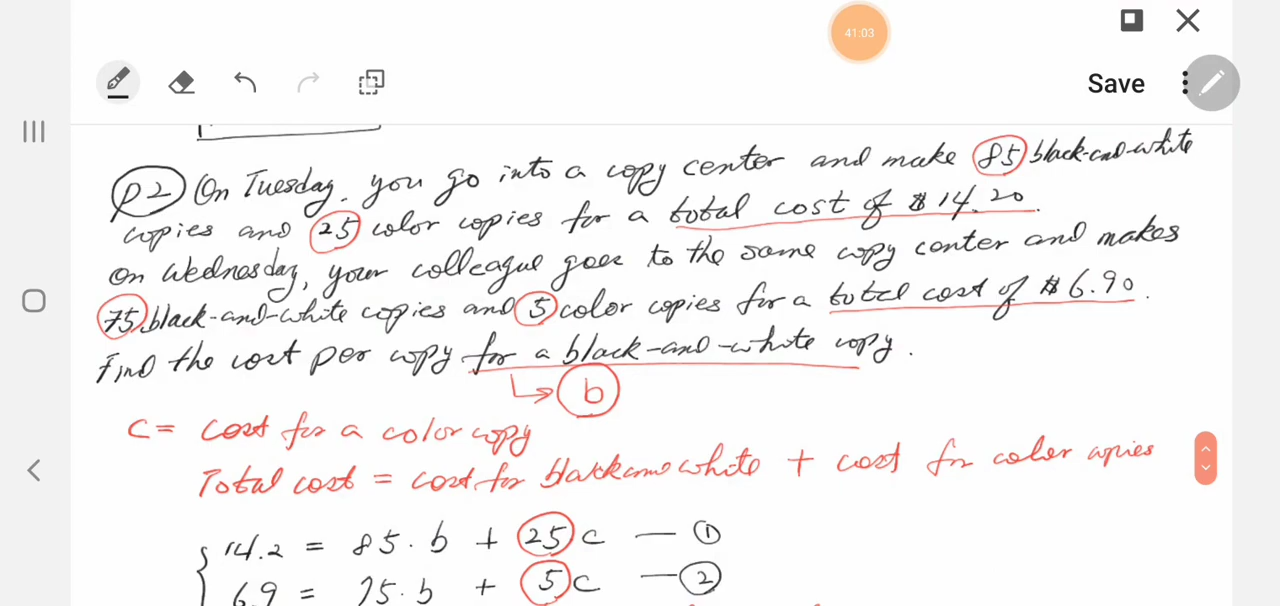 41:03
Save
P2) On Tuesday, you go into a copy center and make 85 black-and-white
copies and 25 color copies for a total cost of $14.20.
On Wednesday, your colleague goes to the same copy center and makes
75 black-and-white copies and 5 color copies for a total cost of $6.90.
Find the cost per copy for a black-and-white copy.
b
C = cost for a color copy
Total cost = cost for black and white + cost for color copies
14.2 = 85.b + 25c — ①
6.9 = 75.b + 5c — ②